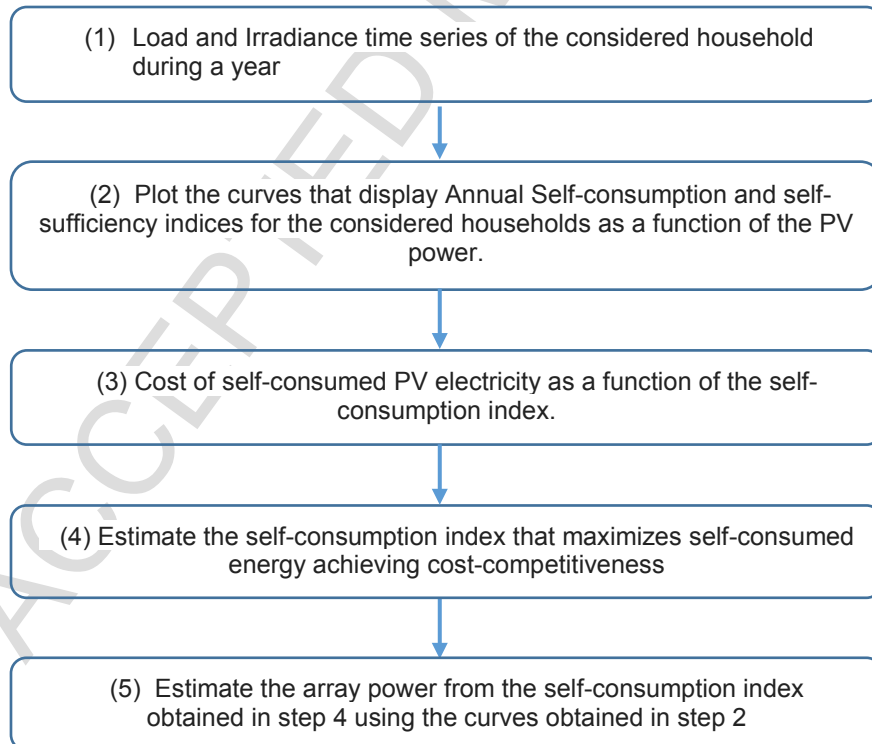 (1) Load and Irradiance time series of the considered household
during a year
(2) Plot the curves that display Annual Self-consumption and self-
sufficiency indices for the considered households as a function of the PV
power.
(3) Cost of self-consumed PV electricity as a function of the self-
consumption index.
(4) Estimate the self-consumption index that maximizes self-consumed
energy achieving cost-competitiveness
(5) Estimate the array power from the self-consumption index
obtained in step 4 using the curves obtained in step 2
ACCEPTED